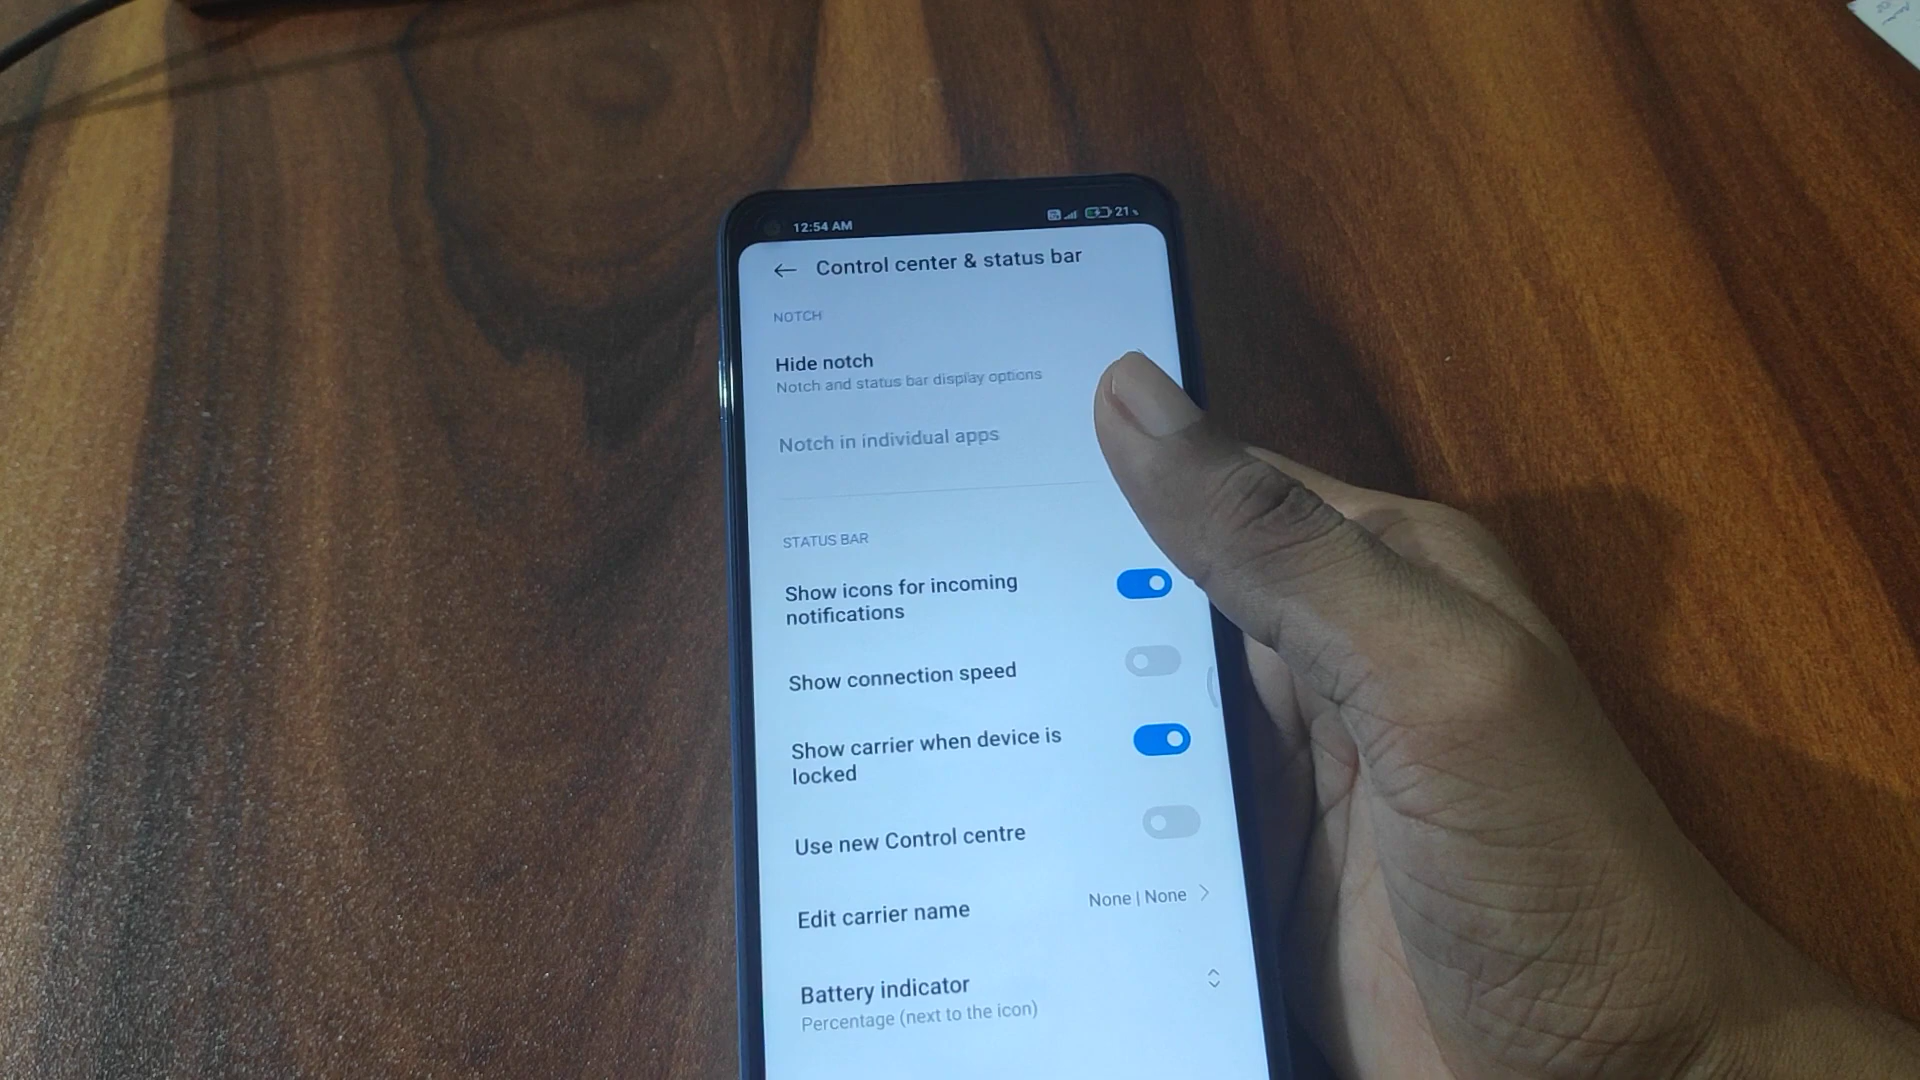 12:54 AM
21
Control center & status bar
NOTCH
Hide notch
Notch and status bar display options
Notch in individual apps
STATUS BAR
Show icons for incoming
notifications
Show connection speed
Show carrier when device is
locked
Use new Control centre
Edit carrier name
None | None
Battery indicator
Percentage (next to the icon)